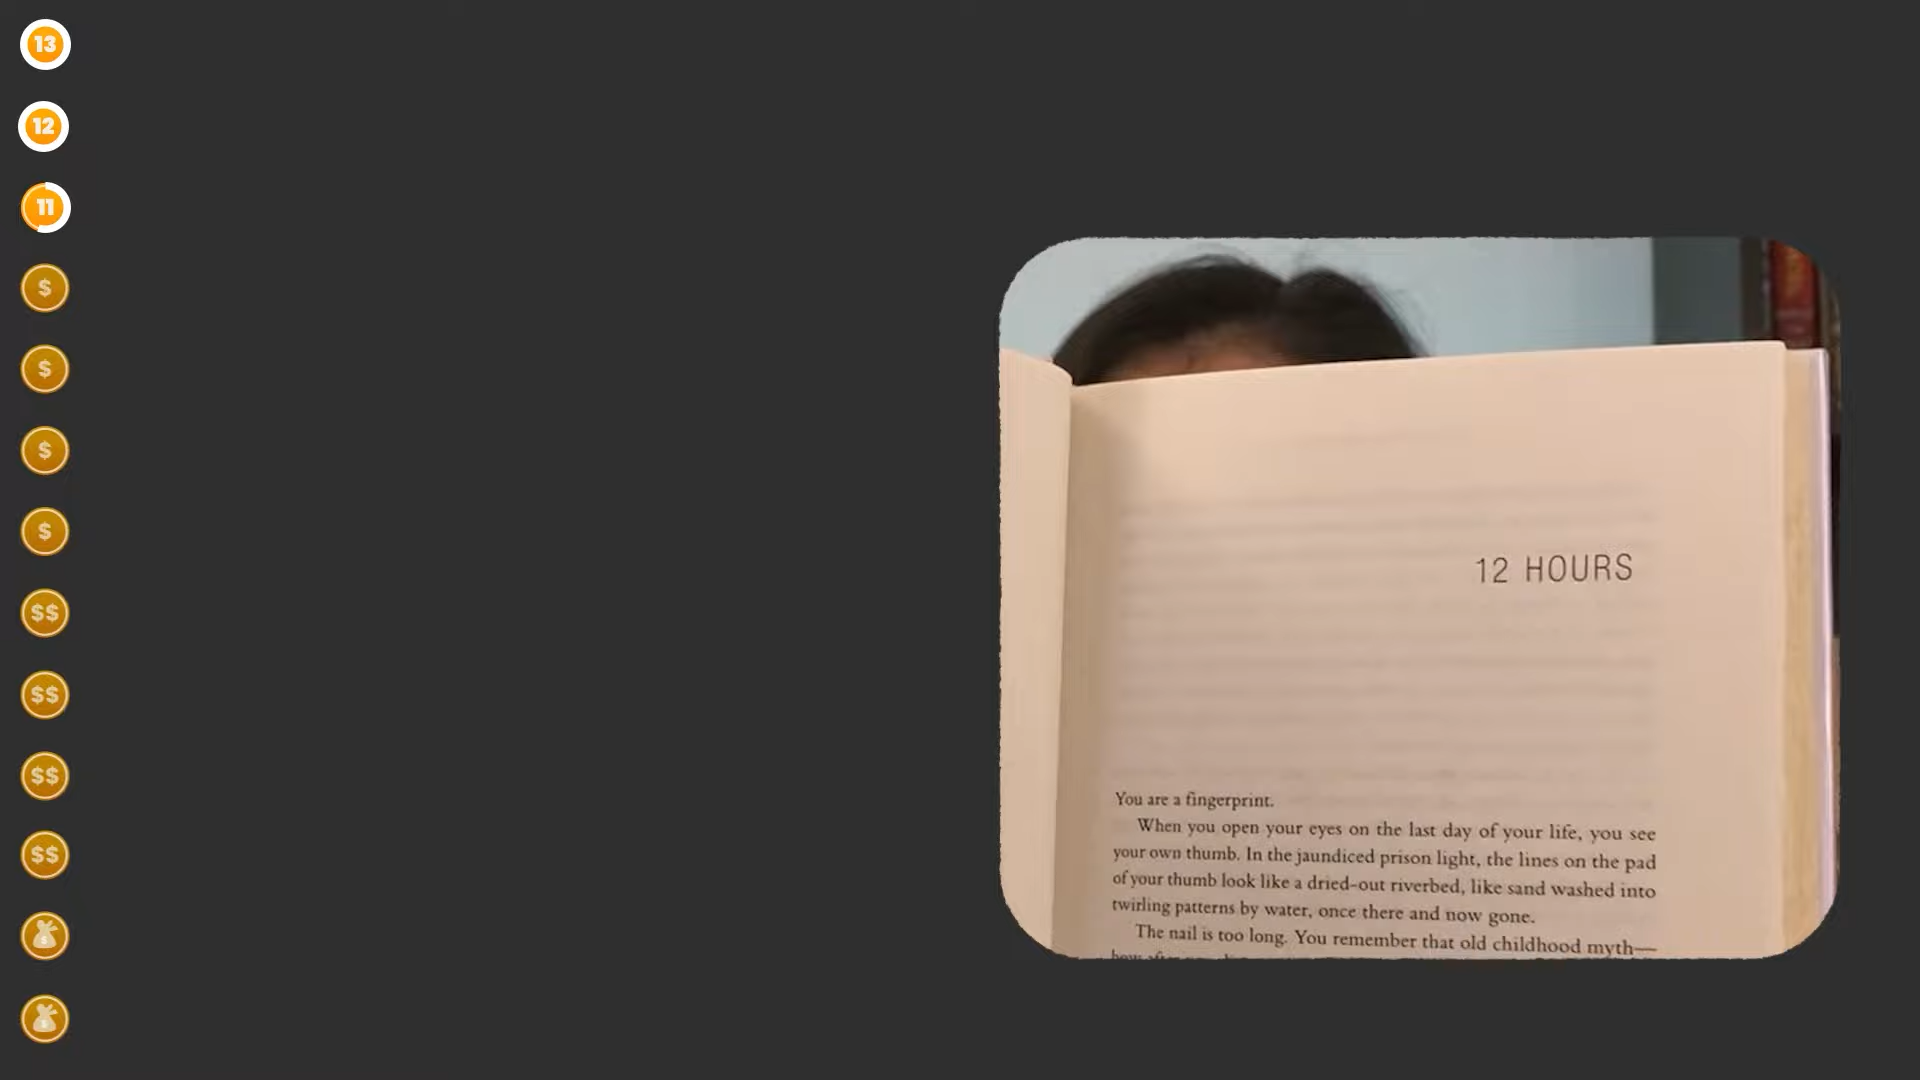 13
12
11
$
$
$
$
$$
$$
$$
$$
12 HOURS
You are a fingerprint.
When you open your eyes on the last day of your life, you see
your own thumb. In the jaundiced prison light, the lines on the pad
of your thumb look like a dried-out riverbed, like sand washed into
twirling patterns by water, once there and now gone.
The nail is too long. You remember that old childhood myth—